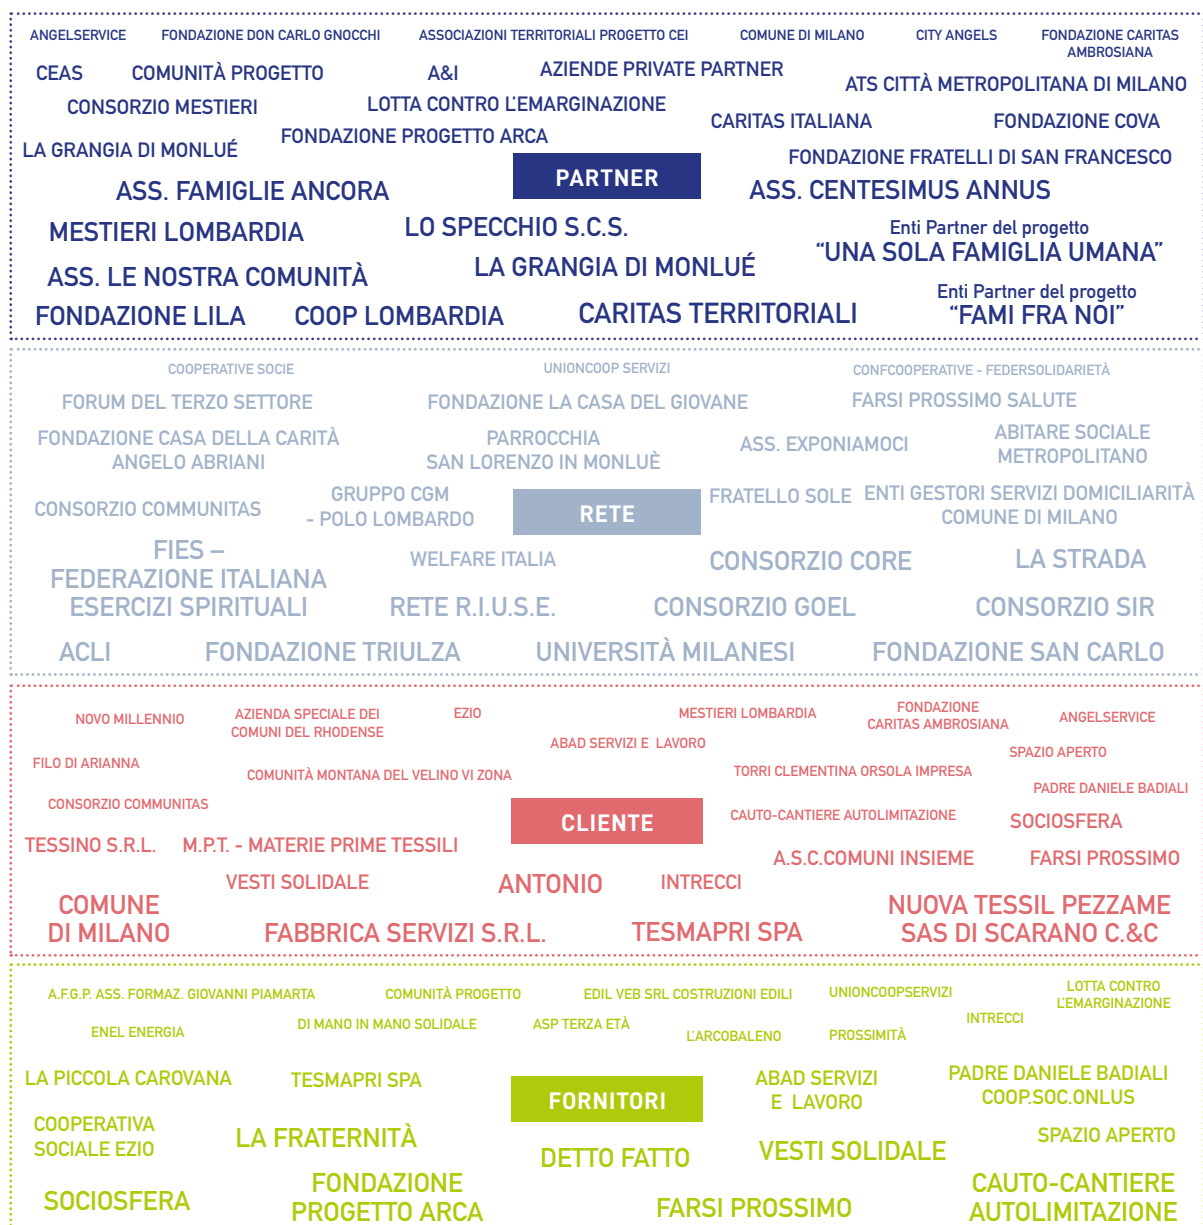 ANGELSERVICE FONDAZIONE DON CARLO GNOCCHI ASSOCIAZIONI TERRITORIALI PROGETTO CEI COMUNE DI MILANO CITY ANGELS FONDAZIONE CARITAS
AMBROSIANA
CEAS COMUNITÀ PROGETTO A&I AZIENDE PRIVATE PARTNER
ATS CITTÀ METROPOLITANA DI MILANO
CONSORZIO MESTIERI LOTTA CONTRO L'EMARGINAZIONE
CARITAS ITALIANA FONDAZIONE COVA
LA GRANGIA DI MONLUÉ FONDAZIONE PROGETTO ARCA
FONDAZIONE FRATELLI DI SAN FRANCESCO
PARTNER
ASS. FAMIGLIE ANCORA ASS. CENTESIMUS ANNUS
MESTIERI LOMBARDIA LO SPECCHIO S.C.S. Enti Partner del progetto
“UNA SOLA FAMIGLIA UMANA”
ASS. LE NOSTRA COMUNITÀ LA GRANGIA DI MONLUÉ
Enti Partner del progetto
FONDAZIONE LILA COOP LOMBARDIA CARITAS TERRITORIALI “FAMI FRA NOI”
COOPERATIVE SOCIE UNIONCOOP SERVIZI CONFCOOPERATIVE - FEDERSOLIDARIETÀ
FORUM DEL TERZO SETTORE FONDAZIONE LA CASA DEL GIOVANE FARSI PROSSIMO SALUTE
FONDAZIONE CASA DELLA CARITÀ
ANGELO ABRIANI
PARROCCHIA
SAN LORENZO IN MONLUÈ
ASS. EXPONIAMOCI
ABITARE SOCIALE
METROPOLITANO
CONSORZIO COMMUNITAS
GRUPPO CGM
- POLO LOMBARDO
RETE
FRATELLO SOLE
ENTI GESTORI SERVIZI DOMICILIARITÀ
COMUNE DI MILANO
FIES –
FEDERAZIONE ITALIANA
ESERCIZI SPIRITUALI
WELFARE ITALIA CONSORZIO CORE LA STRADA
RETE R.I.U.S.E. CONSORZIO GOEL CONSORZIO SIR
ACLI FONDAZIONE TRIULZA UNIVERSITÀ MILANESI FONDAZIONE SAN CARLO
NOVO MILLENNIO
AZIENDA SPECIALE DEI
COMUNI DEL RHODENSE
EZIO
MESTIERI LOMBARDIA
FONDAZIONE
CARITAS AMBROSIANA
ANGELSERVICE
ABAD SERVIZI E LAVORO
SPAZIO APERTO
FILO DI ARIANNA
COMUNITÀ MONTANA DEL VELINO VI ZONA
TORRI CLEMENTINA ORSOLA IMPRESA
PADRE DANIELE BADIALI
CONSORZIO COMMUNITAS
CLIENTE
CAUTO-CANTIERE AUTOLIMITAZIONE
SOCIOSFERA
TESSINO S.R.L. M.P.T. - MATERIE PRIME TESSILI
A.S.C.COMUNI INSIEME FARSI PROSSIMO
VESTI SOLIDALE ANTONIO INTRECCI
COMUNE
DI MILANO
FABBRICA SERVIZI S.R.L. TESMAPRI SPA
NUOVA TESSIL PEZZAME
SAS DI SCARANO C.&C
A.F.G.P. ASS. FORMAZ. GIOVANNI PIAMARTA COMUNITÀ PROGETTO EDIL VEB SRL COSTRUZIONI EDILI UNIONCOOPSERVIZI
LOTTA CONTRO
L'EMARGINAZIONE
INTRECCI
ENEL ENERGIA DI MANO IN MANO SOLIDALE ASP TERZA ETÀ L'ARCOBALENO PROSSIMITÀ
LA PICCOLA CAROVANA TESMAPRI SPA
FORNITORI
ABAD SERVIZI
E LAVORO
PADRE DANIELE BADIALI
COOP.SOC.ONLUS
COOPERATIVA
SOCIALE EZIO
LA FRATERNITÀ
DETTO FATTO
VESTI SOLIDALE
SPAZIO APERTO
SOCIOSFERA
FONDAZIONE
PROGETTO ARCA
FARSI PROSSIMO
CAUTO-CANTIERE
AUTOLIMITAZIONE